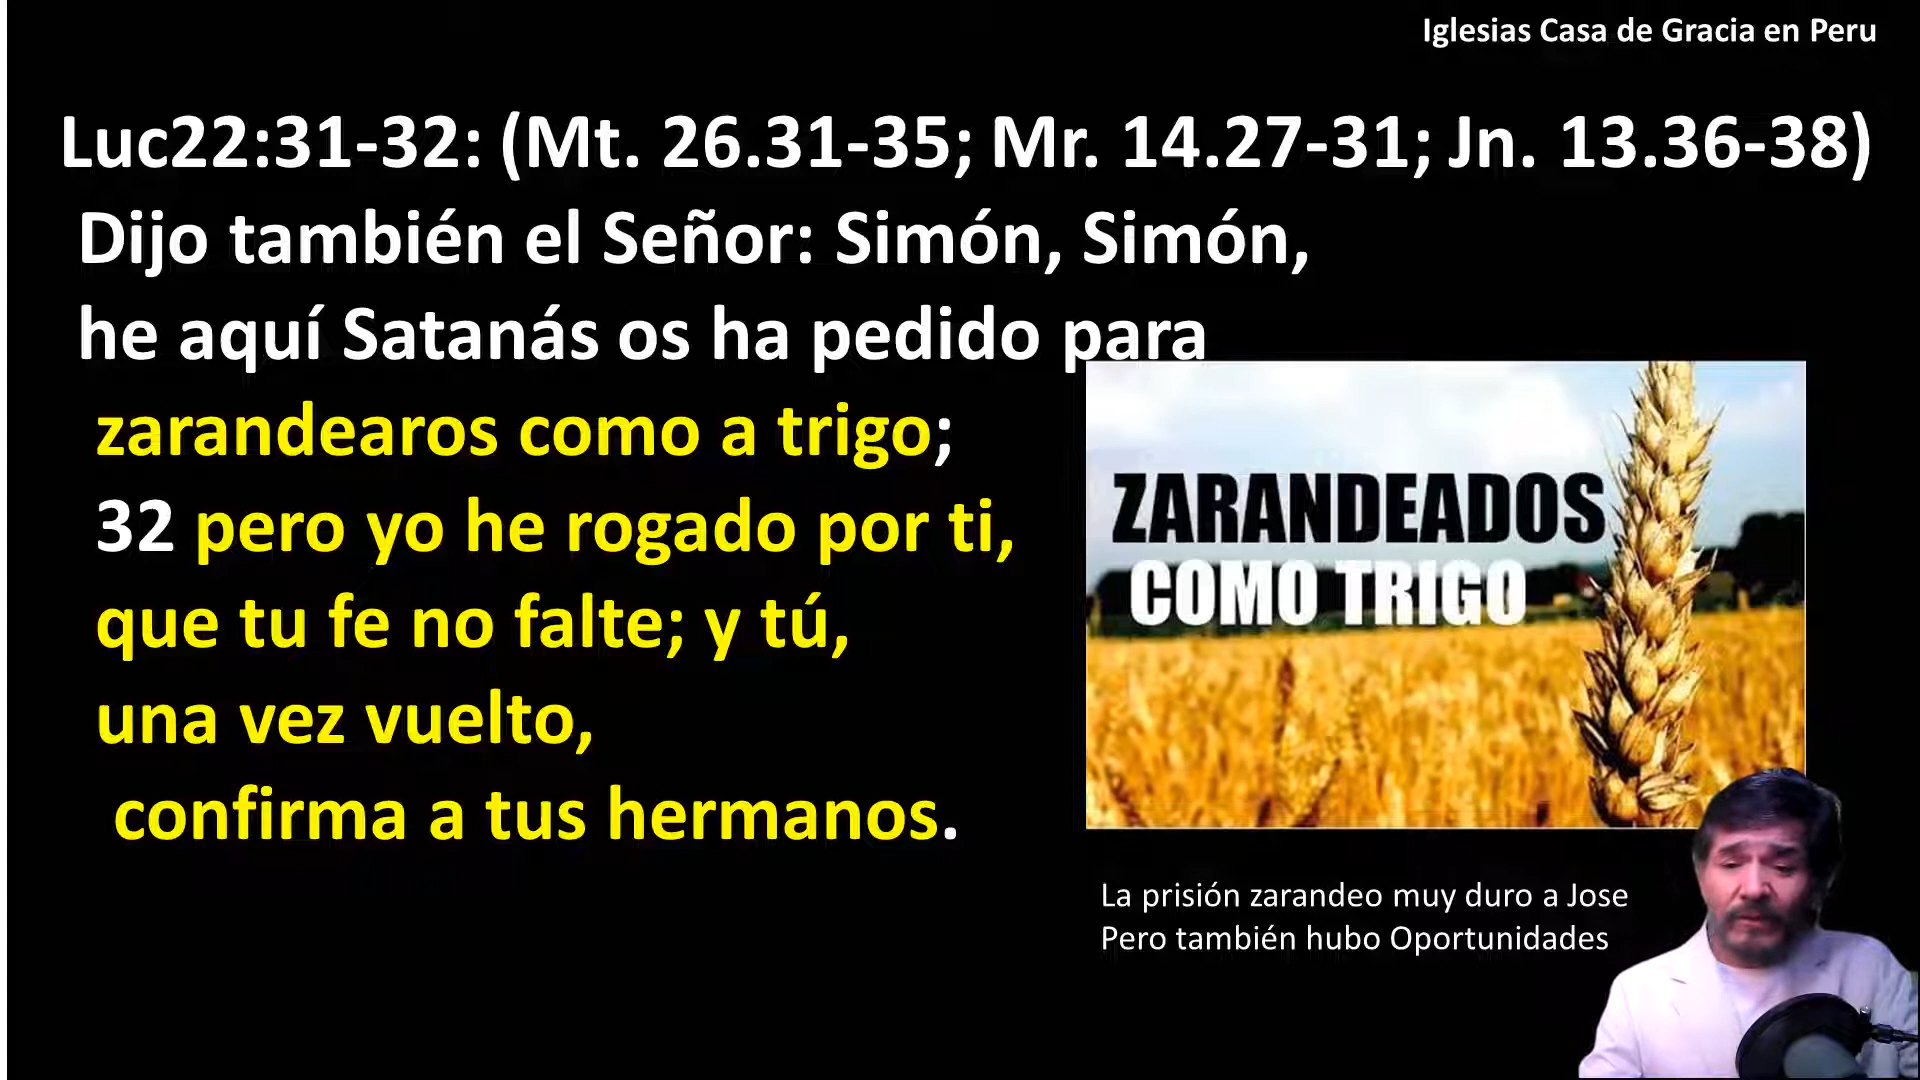 Iglesias Casa de Gracia en Peru
Luc22:31-32: (Mt. 26.31-35; Mr. 14.27-31; Jn. 13.36-38)
Dijo también el Señor: Simón, Simón,
he aquí Satanás os ha pedido para
zarandearos como a trigo;
32 pero yo he rogado por ti,
que tu fe no falte; y tú,
una vez vuelto,
confirma a tus hermanos.
ZARANDEADOS
COMO TRIGO
La prisión zarandeo muy duro a Jose
Pero también hubo Oportunidades